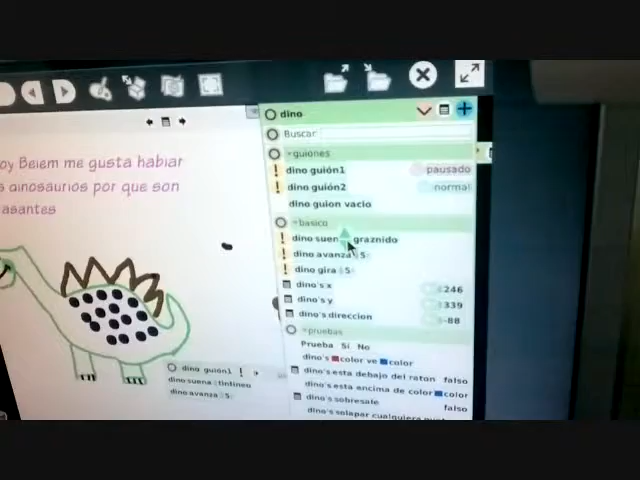 oy Belem me gusta hablar
s dinosaurios por que son
asantes
dino
Buscar
guiones
dino guión1 pausado
dino guión2 normal
dino guion vacio
basico
dino suena graznido
dino avanza 5
dino gira 5
dino's x 246
dino's y 339
dino's direccion -88
pruebas
Prueba Si No
dino's color ve color
dino's esta debajo del raton falso
dino's esta encima de color color
dino's sobresale falso
dino's solapar cualquiera
dino guión1 !
dino suena tintineo
dino avanza 5